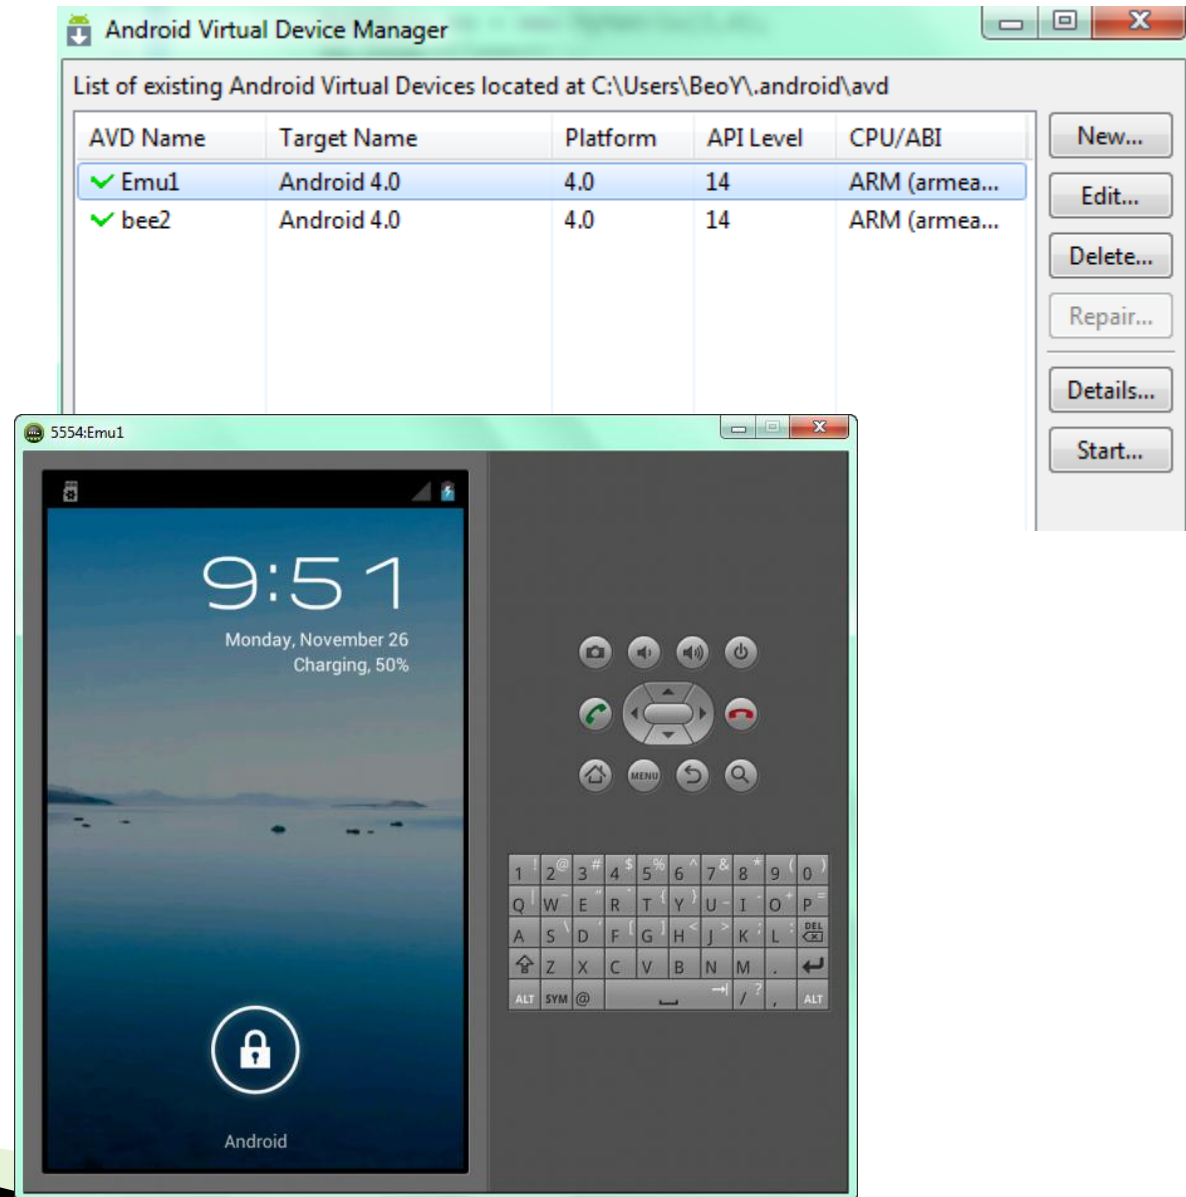 Android Virtual Device Manager
List of existing Android Virtual Devices located at C:\Users\BeoY\.android\avd
AVD Name Target Name Platform API Level CPU/ABI
Emu1 Android 4.0 4.0 14 ARM (armea...
bee2 Android 4.0 4.0 14 ARM (armea...
New...
Edit...
Delete...
Repair...
Details...
Start...
5554:Emu1
9:51
Monday, November 26
Charging, 50%
Android
MENU
1 ! 2 @ 3 # 4 $ 5 % 6 ^ 7 & 8 * 9 ( 0 )
Q | W ~ E " R ` T { Y } U _ I - O + P =
A S \ D ' F [ G ] H < J > K ; L : DEL
Z X C V B N M .
ALT SYM @ / ? , ALT